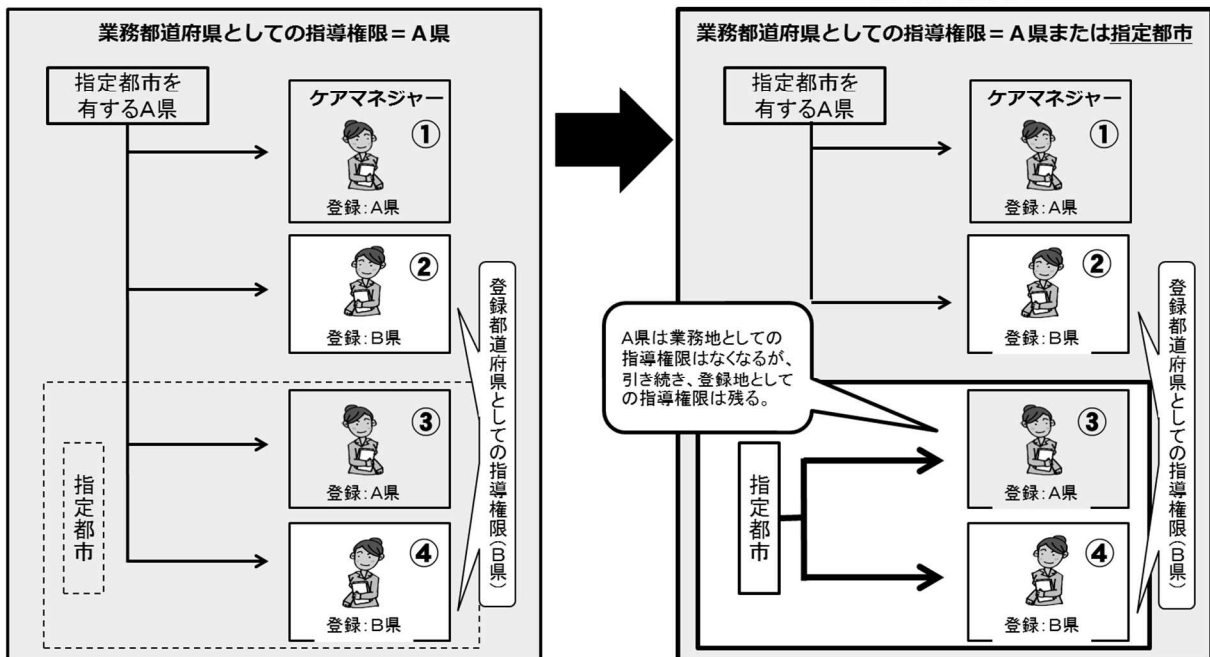 業務都道府県としての指導権限＝Ａ県
指定都市を
有するＡ県
ケアマネジャー
①
登録：Ａ県
②
登録：Ｂ県
③
登録：Ａ県
④
登録：Ｂ県
指定都市
登録都道府県としての指導権限（Ｂ県）
業務都道府県としての指導権限＝Ａ県または指定都市
指定都市を
有するＡ県
ケアマネジャー
①
登録：Ａ県
②
登録：Ｂ県
Ａ県は業務地としての
指導権限はなくなるが、
引き続き、登録地として
の指導権限は残る。
③
登録：Ａ県
④
登録：Ｂ県
指定都市
登録都道府県としての指導権限（Ｂ県）